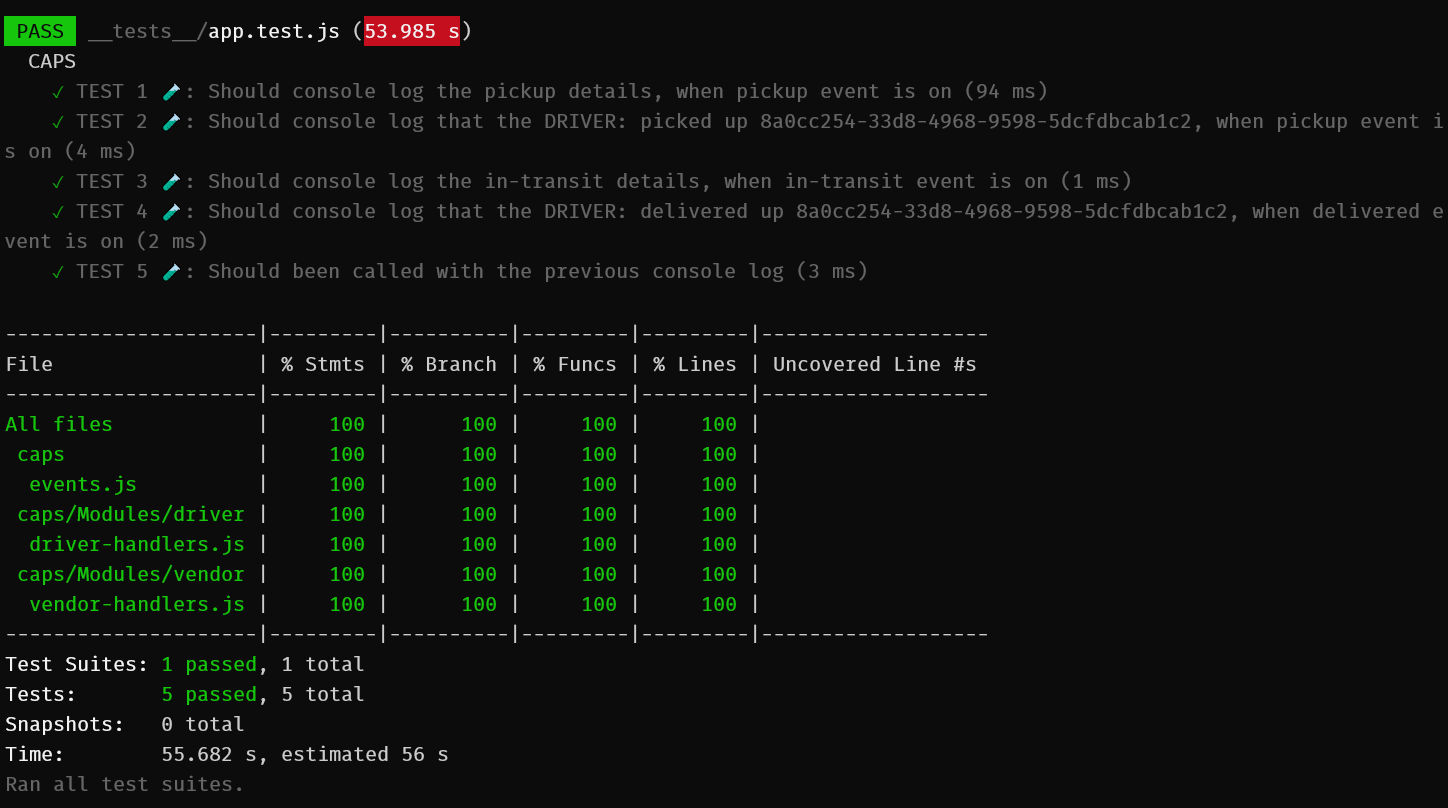 PASS __tests__/app.test.js (53.985 s)
  CAPS
    ✓ TEST 1 🧪: Should console log the pickup details, when pickup event is on (94 ms)
    ✓ TEST 2 🧪: Should console log that the DRIVER: picked up 8a0cc254-33d8-4968-9598-5dcfdbcab1c2, when pickup event i
s on (4 ms)
    ✓ TEST 3 🧪: Should console log the in-transit details, when in-transit event is on (1 ms)
    ✓ TEST 4 🧪: Should console log that the DRIVER: delivered up 8a0cc254-33d8-4968-9598-5dcfdbcab1c2, when delivered e
vent is on (2 ms)
    ✓ TEST 5 🧪: Should been called with the previous console log (3 ms)

---------------------|---------|----------|---------|---------|-------------------
File                 | % Stmts | % Branch | % Funcs | % Lines | Uncovered Line #s
---------------------|---------|----------|---------|---------|-------------------
All files            |     100 |      100 |     100 |     100 |
 caps                |     100 |      100 |     100 |     100 |
  events.js          |     100 |      100 |     100 |     100 |
 caps/Modules/driver |     100 |      100 |     100 |     100 |
  driver-handlers.js |     100 |      100 |     100 |     100 |
 caps/Modules/vendor |     100 |      100 |     100 |     100 |
  vendor-handlers.js |     100 |      100 |     100 |     100 |
---------------------|---------|----------|---------|---------|-------------------
Test Suites: 1 passed, 1 total
Tests:       5 passed, 5 total
Snapshots:   0 total
Time:        55.682 s, estimated 56 s
Ran all test suites.